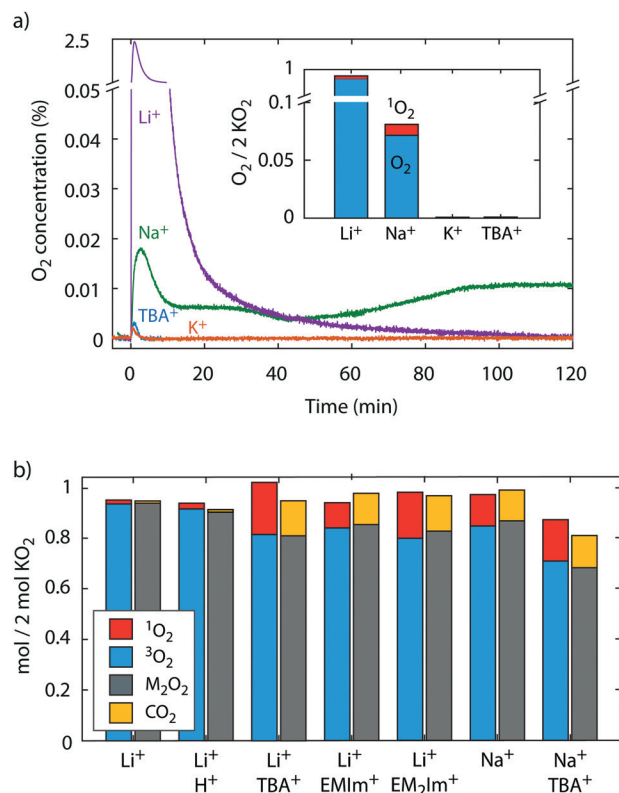 a)
2.5
0.05
0.04
0.03
0.02
0.01
0
O₂ concentration (%)
Li⁺
Na⁺
TBA⁺
K⁺
0 20 40 60 80 100 120
Time (min)
1
0.1
0.05
0
O₂ / 2 KO₂
¹O₂
O₂
Li⁺ Na⁺ K⁺ TBA⁺
b)
1
0.8
0.6
0.4
0.2
0
mol / 2 mol KO₂
¹O₂
³O₂
M₂O₂
CO₂
Li⁺ Li⁺ Li⁺ Li⁺ Li⁺ Na⁺ Na⁺
H⁺ TBA⁺ EMIm⁺ EM₂Im⁺ TBA⁺